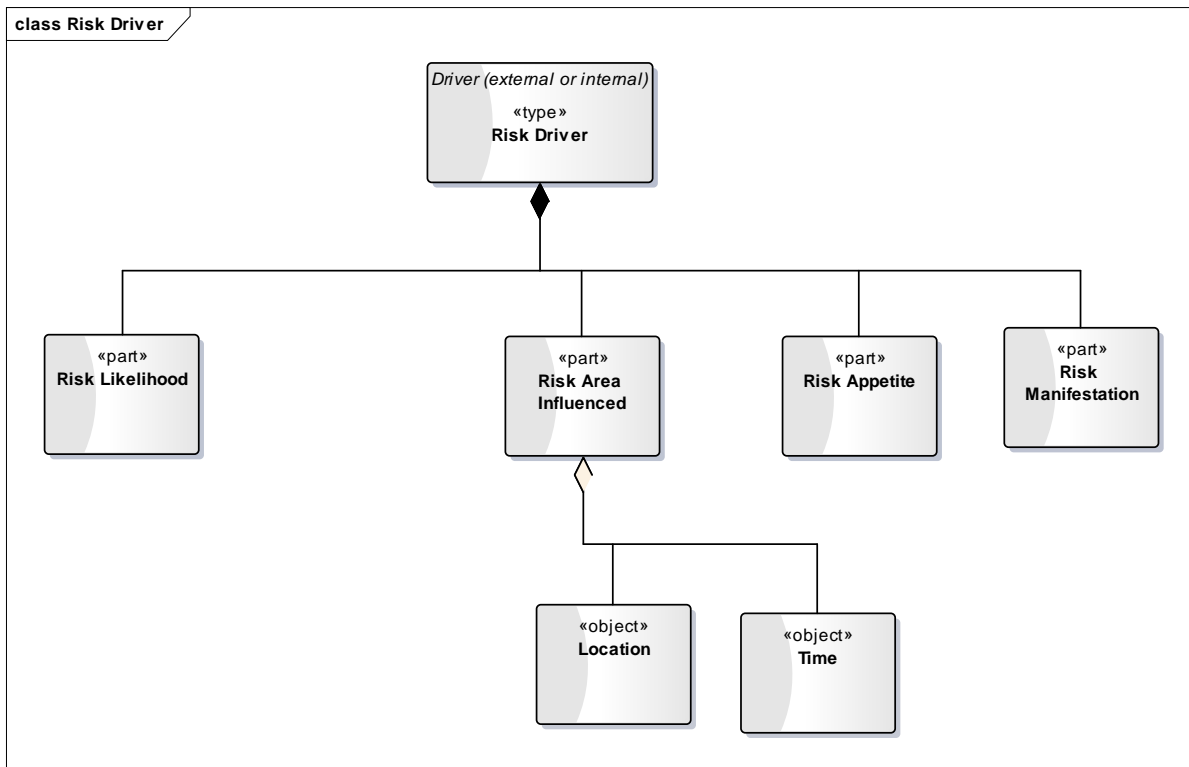 class Risk Driver
Driver (external or internal)
«type»
Risk Driver
«part»
Risk Likelihood
«part»
Risk Area
Influenced
«part»
Risk Appetite
«part»
Risk
Manifestation
«object»
Location
«object»
Time